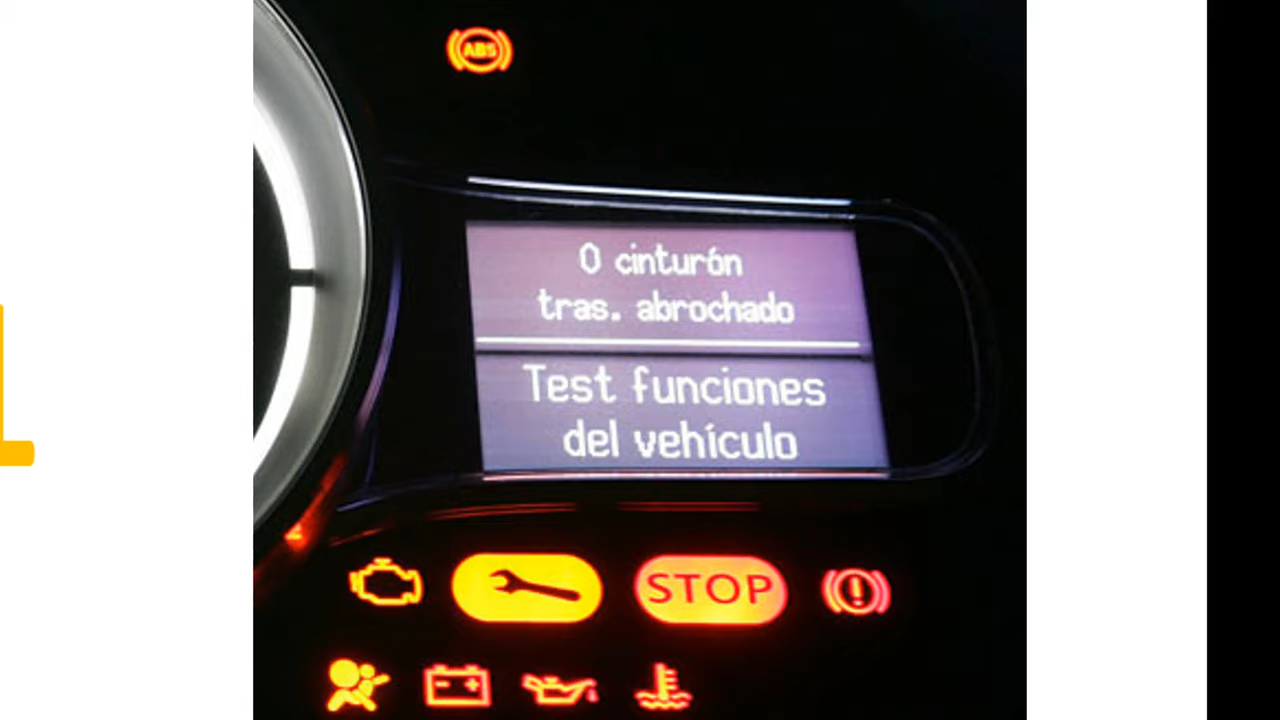 ABS
0 cinturón
tras. abrochado
Test funciones
del vehículo
STOP